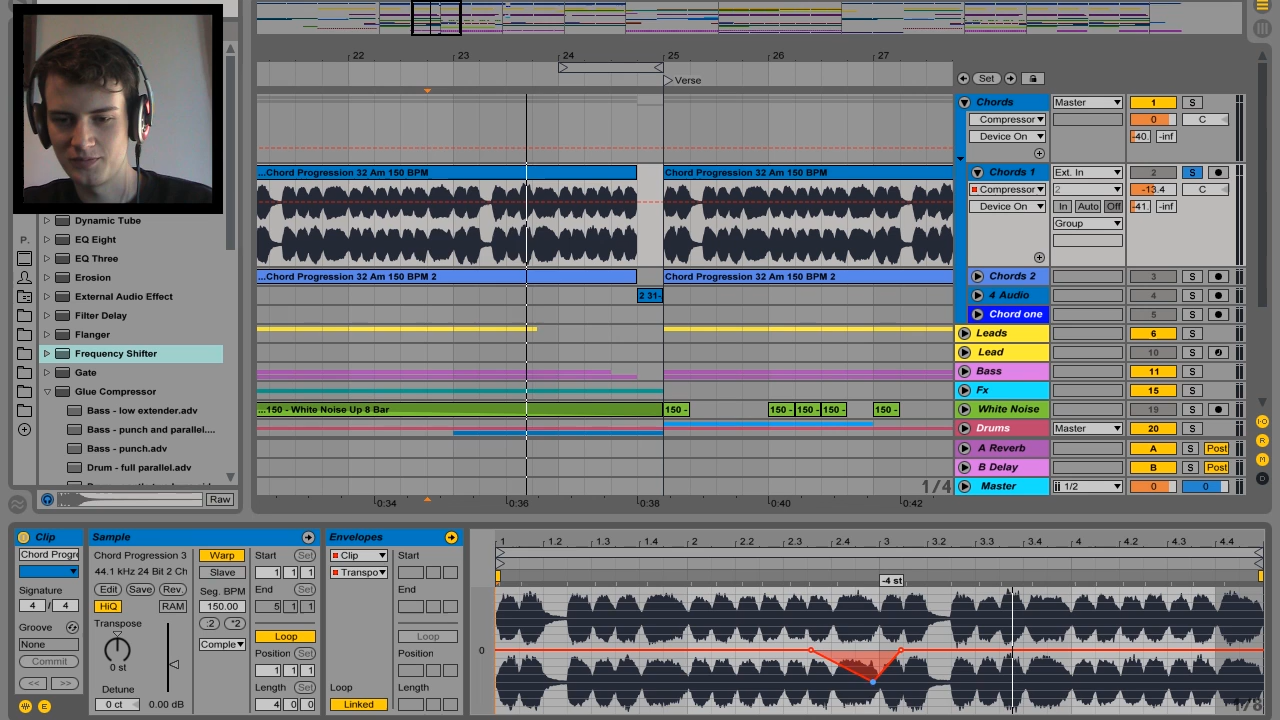 22
23
24
25
26
27
Verse
Set
Chords
Master
1
S
Compressor
0
C
Device On
-40.
-inf
...Chord Progression 32 Am 150 BPM
Chord Progression 32 Am 150 BPM
Chords 1
Ext. In
2
S
Compressor
2
-13.4
C
Device On
In
Auto
Off
-41.
-inf
Group
Dynamic Tube
EQ Eight
EQ Three
Erosion
External Audio Effect
Filter Delay
Flanger
Frequency Shifter
Gate
Glue Compressor
Bass - low extender.adv
Bass - punch and parallel....
Bass - punch.adv
Drum - full parallel.adv
P.
Raw
...Chord Progression 32 Am 150 BPM 2
Chord Progression 32 Am 150 BPM 2
Chords 2
3
S
2 31-
4 Audio
4
S
Chord one
5
S
Leads
6
S
Lead
10
S
Bass
11
S
Fx
15
S
...150 - White Noise Up 8 Bar
150 -
150 -
150 -
150 -
150 -
White Noise
19
S
Drums
Master
20
S
A Reverb
A
S
Post
B Delay
B
S
Post
1/4
Master
1/2
0
0
0:34
0:36
0:38
0:40
0:42
Clip
Chord Progr
Signature
4 / 4
Groove
None
Commit
<<
>>
Sample
Chord Progression 3
44.1 kHz 24 Bit 2 Ch
Edit
Save
Rev.
HiQ
RAM
Transpose
0 st
Detune
0 ct
0.00 dB
Warp
Slave
Seg. BPM
150.00
:2
*2
Comple
Start
Set
1 1 1
End
Set
5 1 1
Loop
Position
Set
1 1 1
Length
Set
4 0 0
Envelopes
Clip
Transpo
Loop
Linked
Start
End
Loop
Position
Length
1
1.2
1.3
1.4
2
2.2
2.3
2.4
3
3.2
3.3
3.4
4
4.2
4.3
4.4
-4 st
0
1/8